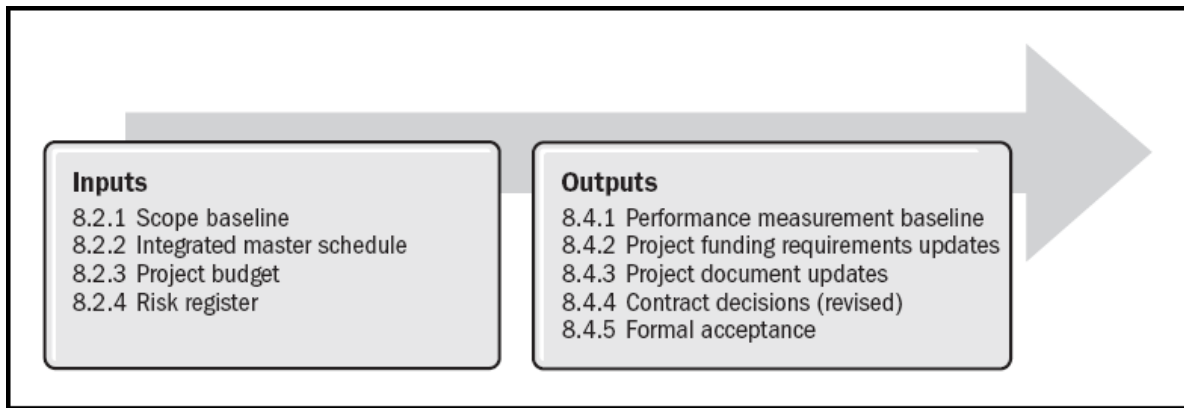 Inputs
8.2.1 Scope baseline
8.2.2 Integrated master schedule
8.2.3 Project budget
8.2.4 Risk register
Outputs
8.4.1 Performance measurement baseline
8.4.2 Project funding requirements updates
8.4.3 Project document updates
8.4.4 Contract decisions (revised)
8.4.5 Formal acceptance